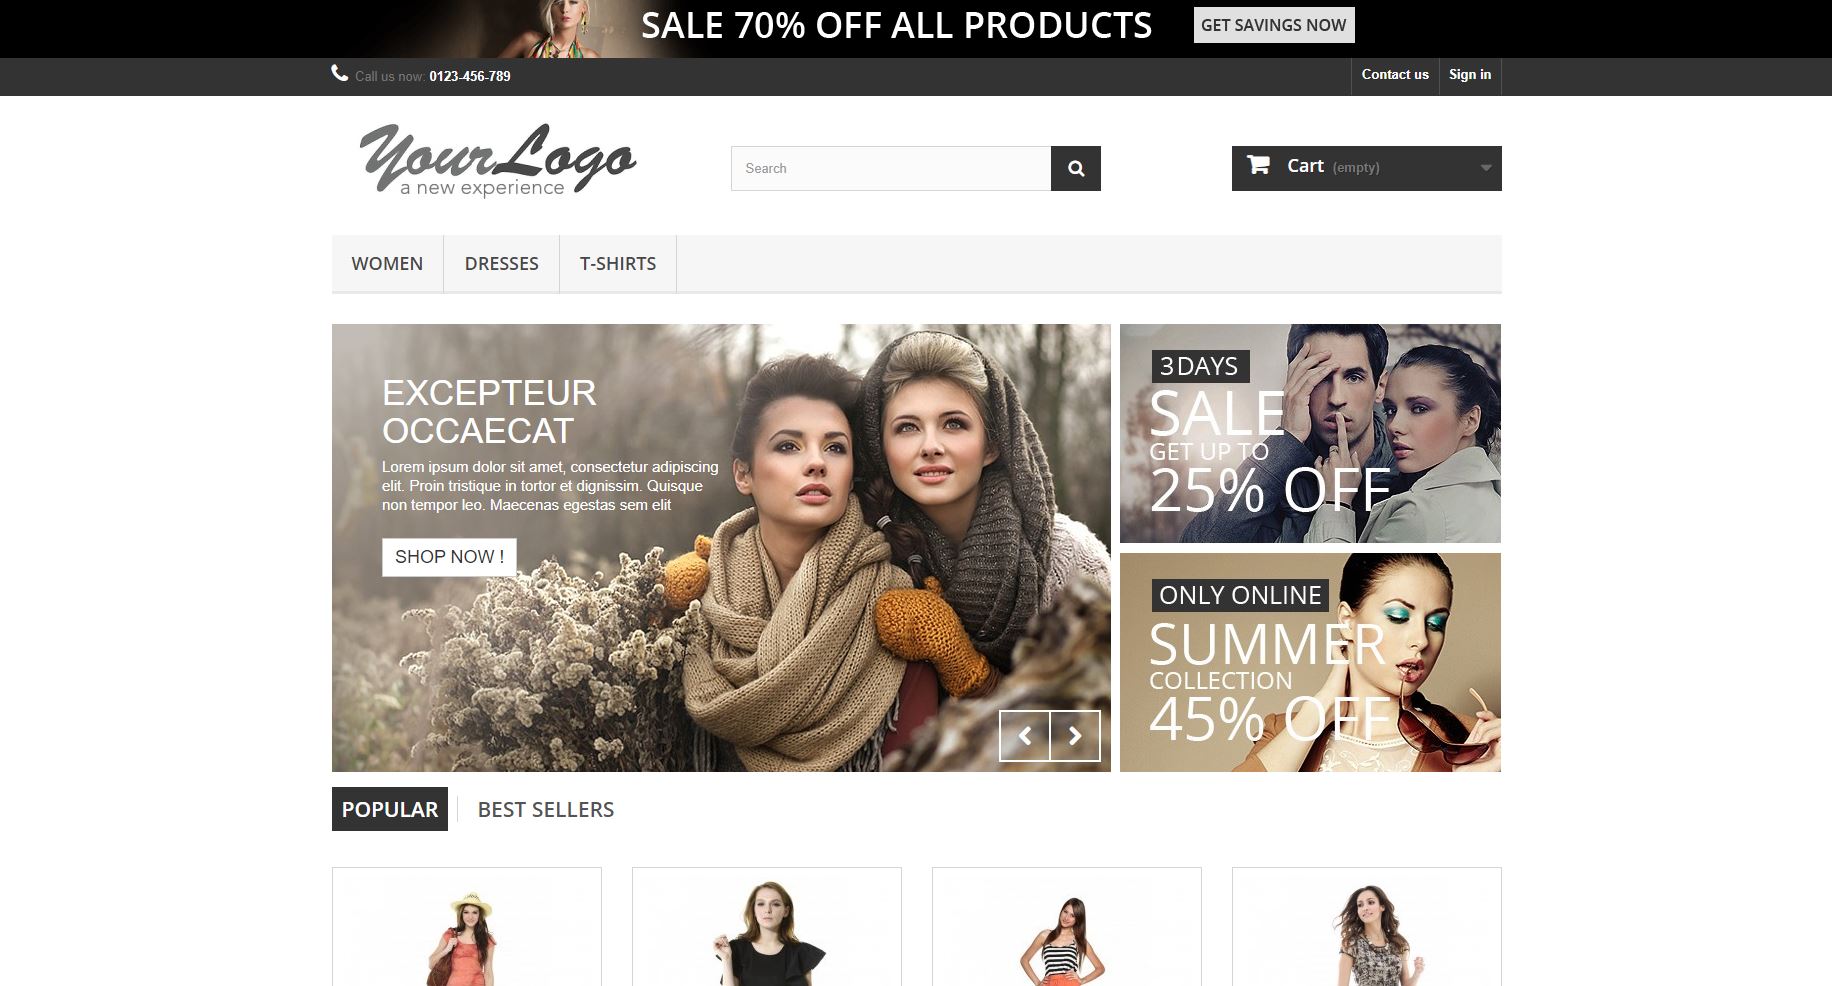 SALE 70% OFF ALL PRODUCTS
GET SAVINGS NOW
Call us now: 0123-456-789
Contact us
Sign in
YourLogo
a new experience
Search
Cart (empty)
WOMEN
DRESSES
T-SHIRTS
EXCEPTEUR
OCCAECAT
Lorem ipsum dolor sit amet, consectetur adipiscing
elit. Proin tristique in tortor et dignissim. Quisque
non tempor leo. Maecenas egestas sem elit
SHOP NOW !
3 DAYS
SALE
GET UP TO
25% OFF
ONLY ONLINE
SUMMER
COLLECTION
45% OFF
POPULAR
BEST SELLERS